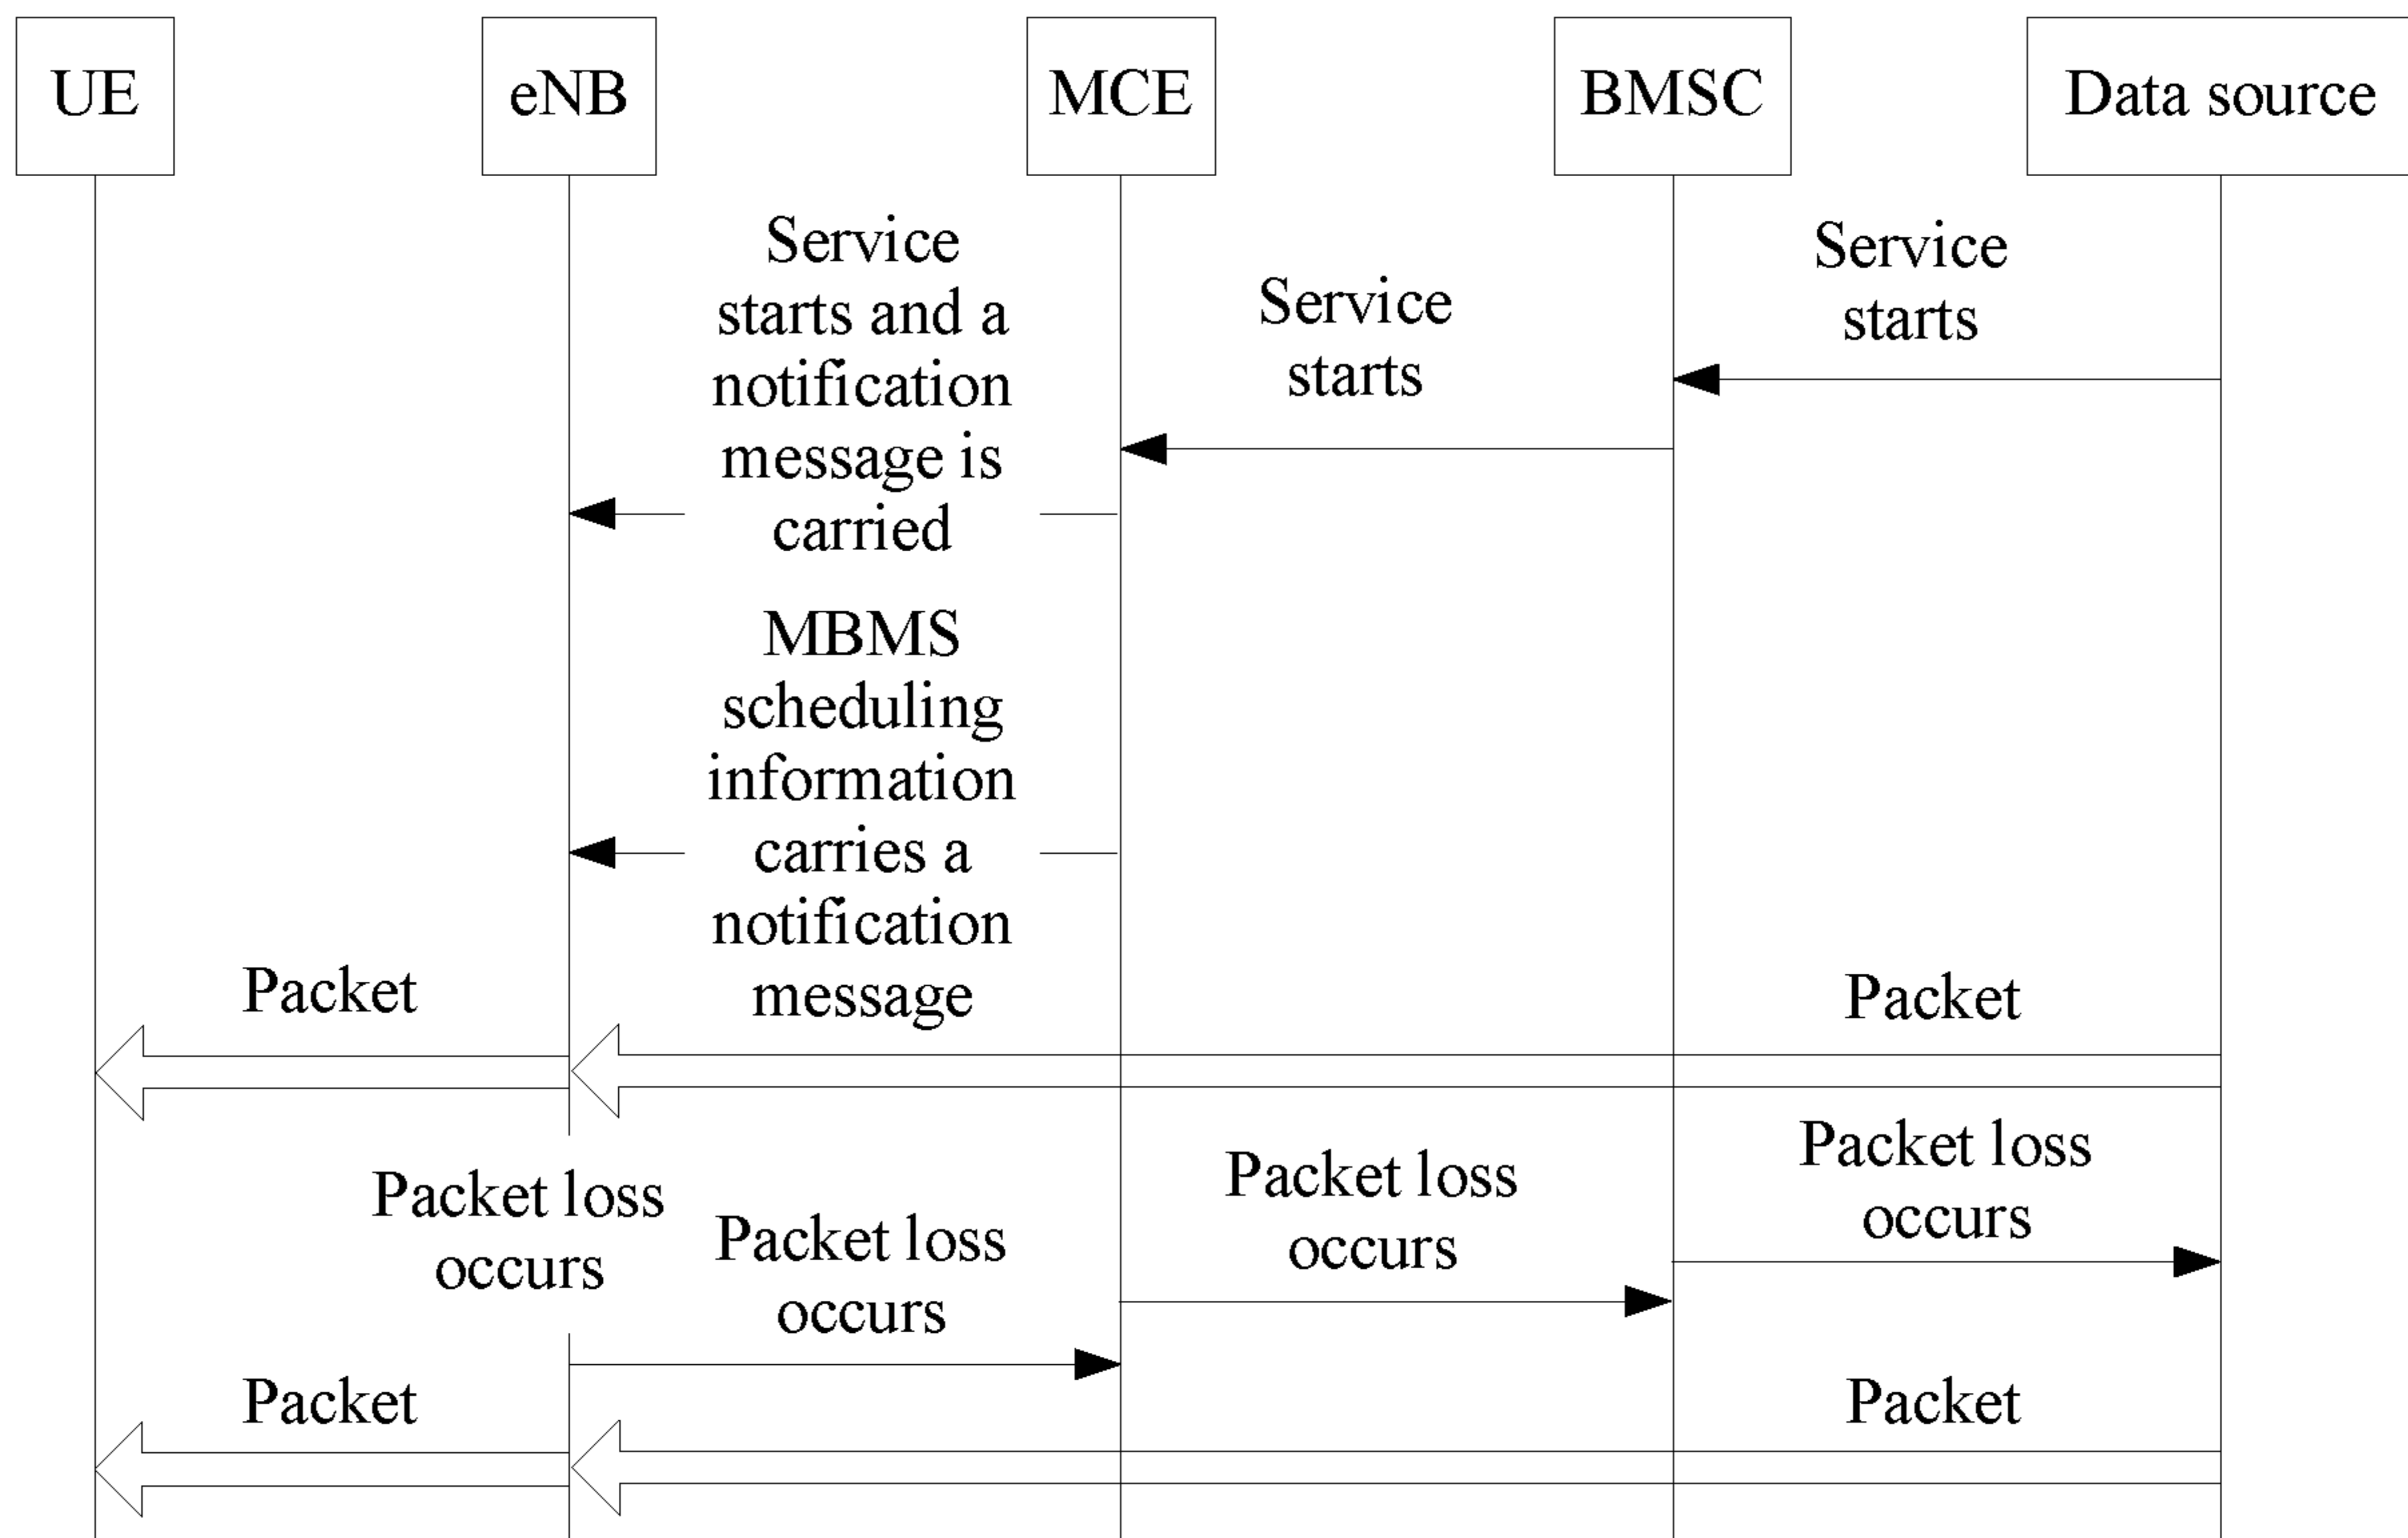 UE
eNB
MCE
BMSC
Data source
Service
starts and a
notification
message is
carried
Service
starts
Service
starts
MBMS
scheduling
information
carries a
notification
message
Packet
Packet
Packet loss
occurs
Packet loss
occurs
Packet loss
occurs
Packet loss
occurs
Packet
Packet